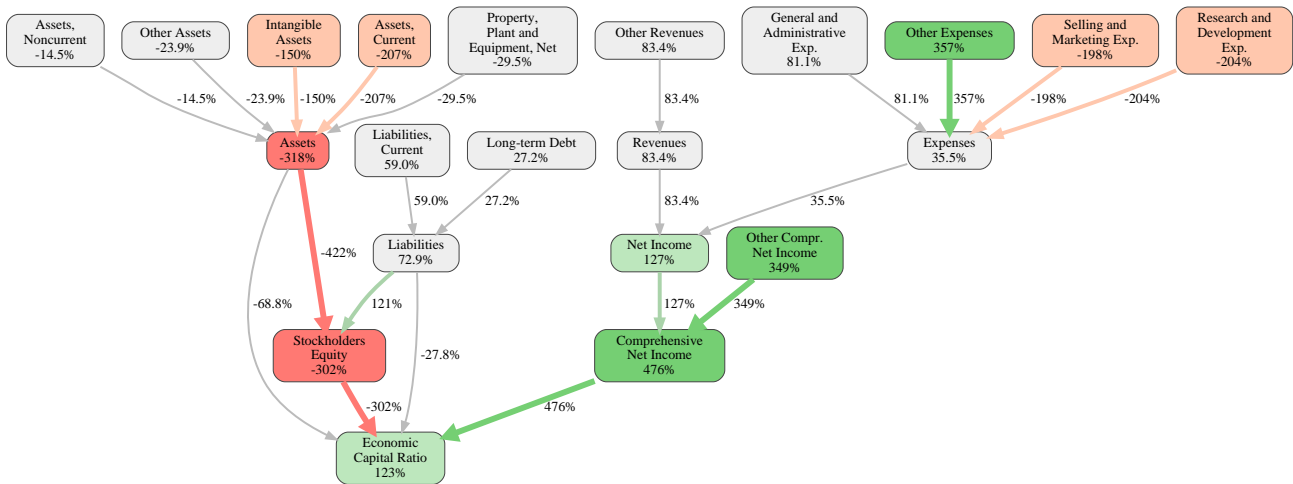 Assets,
Noncurrent
-14.5%
Other Assets
-23.9%
Intangible
Assets
-150%
Assets,
Current
-207%
Property,
Plant and
Equipment, Net
-29.5%
Other Revenues
83.4%
General and
Administrative
Exp.
81.1%
Other Expenses
357%
Selling and
Marketing Exp.
-198%
Research and
Development
Exp.
-204%
-14.5%
-23.9%
-150%
-207%
-29.5%
83.4%
81.1%
357%
-198%
-204%
Assets
-318%
Liabilities,
Current
59.0%
Long-term Debt
27.2%
Revenues
83.4%
Expenses
35.5%
59.0%
27.2%
83.4%
35.5%
Liabilities
72.9%
Net Income
127%
Other Compr.
Net Income
349%
-422%
-68.8%
121%
127%
349%
Stockholders
Equity
-302%
-27.8%
Comprehensive
Net Income
476%
-302%
476%
Economic
Capital Ratio
123%